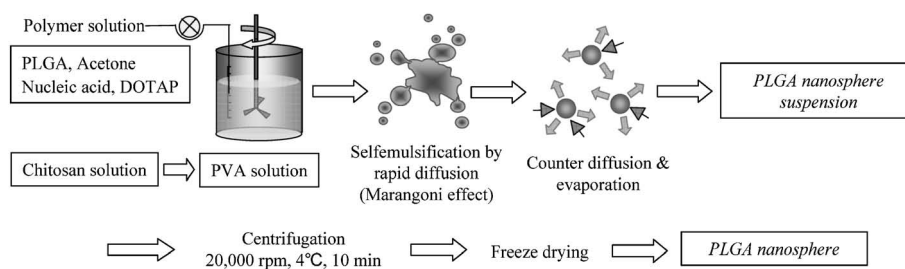 Polymer solution
PLGA, Acetone
Nucleic acid, DOTAP
Chitosan solution
PVA solution
Selfemulsification by
rapid diffusion
(Marangoni effect)
Counter diffusion &
evaporation
PLGA nanosphere
suspension
Centrifugation
20,000 rpm, 4℃, 10 min
Freeze drying
PLGA nanosphere